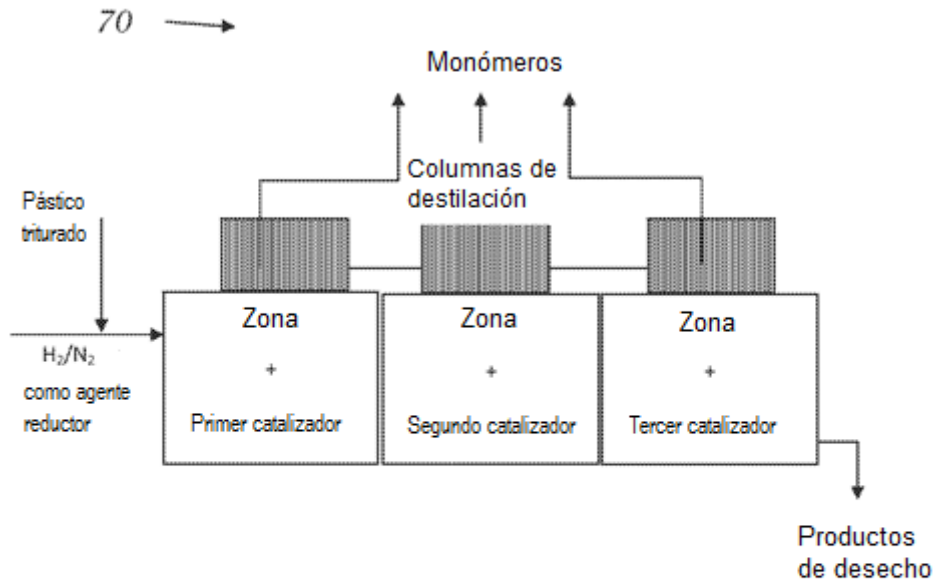 70
Monómeros
Columnas de
destilación
Pástico
triturado
H₂/N₂
como agente
reductor
Zona
+
Primer catalizador
Zona
+
Segundo catalizador
Zona
+
Tercer catalizador
Productos
de desecho